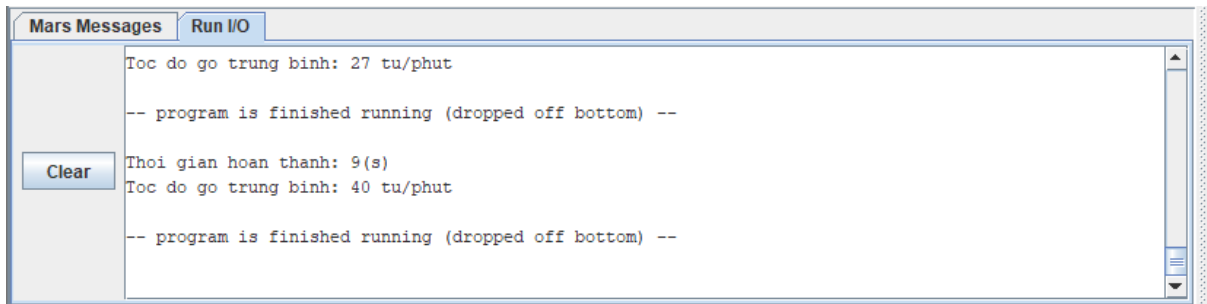 Mars Messages Run I/O
Toc do go trung binh: 27 tu/phut
-- program is finished running (dropped off bottom) --
Clear
Thoi gian hoan thanh: 9(s)
Toc do go trung binh: 40 tu/phut
-- program is finished running (dropped off bottom) --